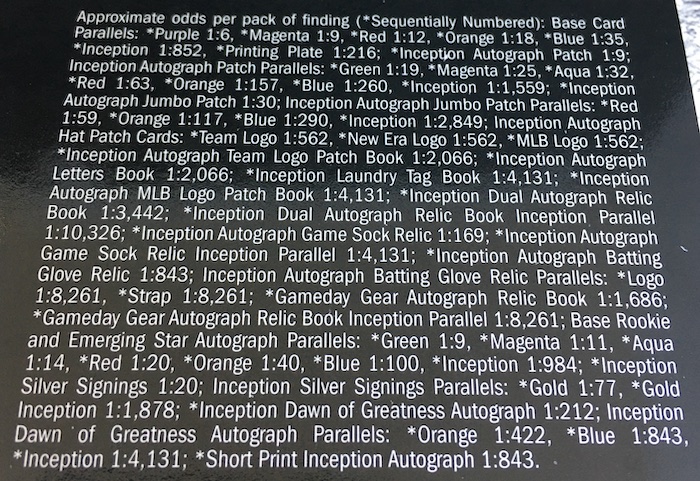 Approximate odds per pack of finding (*Sequentially Numbered): Base Card
Parallels: *Purple 1:6, *Magenta 1:9, *Red 1:12, *Orange 1:18, *Blue 1:35,
*Inception 1:852, *Printing Plate 1:216; *Inception Autograph Patch 1:9;
Inception Autograph Patch Parallels: *Green 1:19, *Magenta 1:25, *Aqua 1:32,
*Red 1:63, *Orange 1:157, *Blue 1:260, *Inception 1:1,559; *Inception
Autograph Jumbo Patch 1:30; Inception Autograph Jumbo Patch Parallels: *Red
1:59, *Orange 1:117, *Blue 1:290, *Inception 1:2,849; Inception Autograph
Hat Patch Cards: *Team Logo 1:562, *New Era Logo 1:562, *MLB Logo 1:562;
*Inception Autograph Team Logo Patch Book 1:2,066; *Inception Autograph
Letters Book 1:2,066; *Inception Laundry Tag Book 1:4,131; *Inception
Autograph MLB Logo Patch Book 1:4,131; *Inception Dual Autograph Relic
Book 1:3,442; *Inception Dual Autograph Relic Book Inception Parallel
1:10,326; *Inception Autograph Game Sock Relic 1:169; *Inception Autograph
Game Sock Relic Inception Parallel 1:4,131; *Inception Autograph Batting
Glove Relic 1:843; Inception Autograph Batting Glove Relic Parallels: *Logo
1:8,261, *Strap 1:8,261; *Gameday Gear Autograph Relic Book 1:1,686;
*Gameday Gear Autograph Relic Book Inception Parallel 1:8,261; Base Rookie
and Emerging Star Autograph Parallels: *Green 1:9, *Magenta 1:11, *Aqua
1:14, *Red 1:20, *Orange 1:40, *Blue 1:100, *Inception 1:984; *Inception
Silver Signings 1:20; Inception Silver Signings Parallels: *Gold 1:77, *Gold
Inception 1:1,878; *Inception Dawn of Greatness Autograph 1:212; Inception
Dawn of Greatness Autograph Parallels: *Orange 1:422, *Blue 1:843,
*Inception 1:4,131; *Short Print Inception Autograph 1:843.